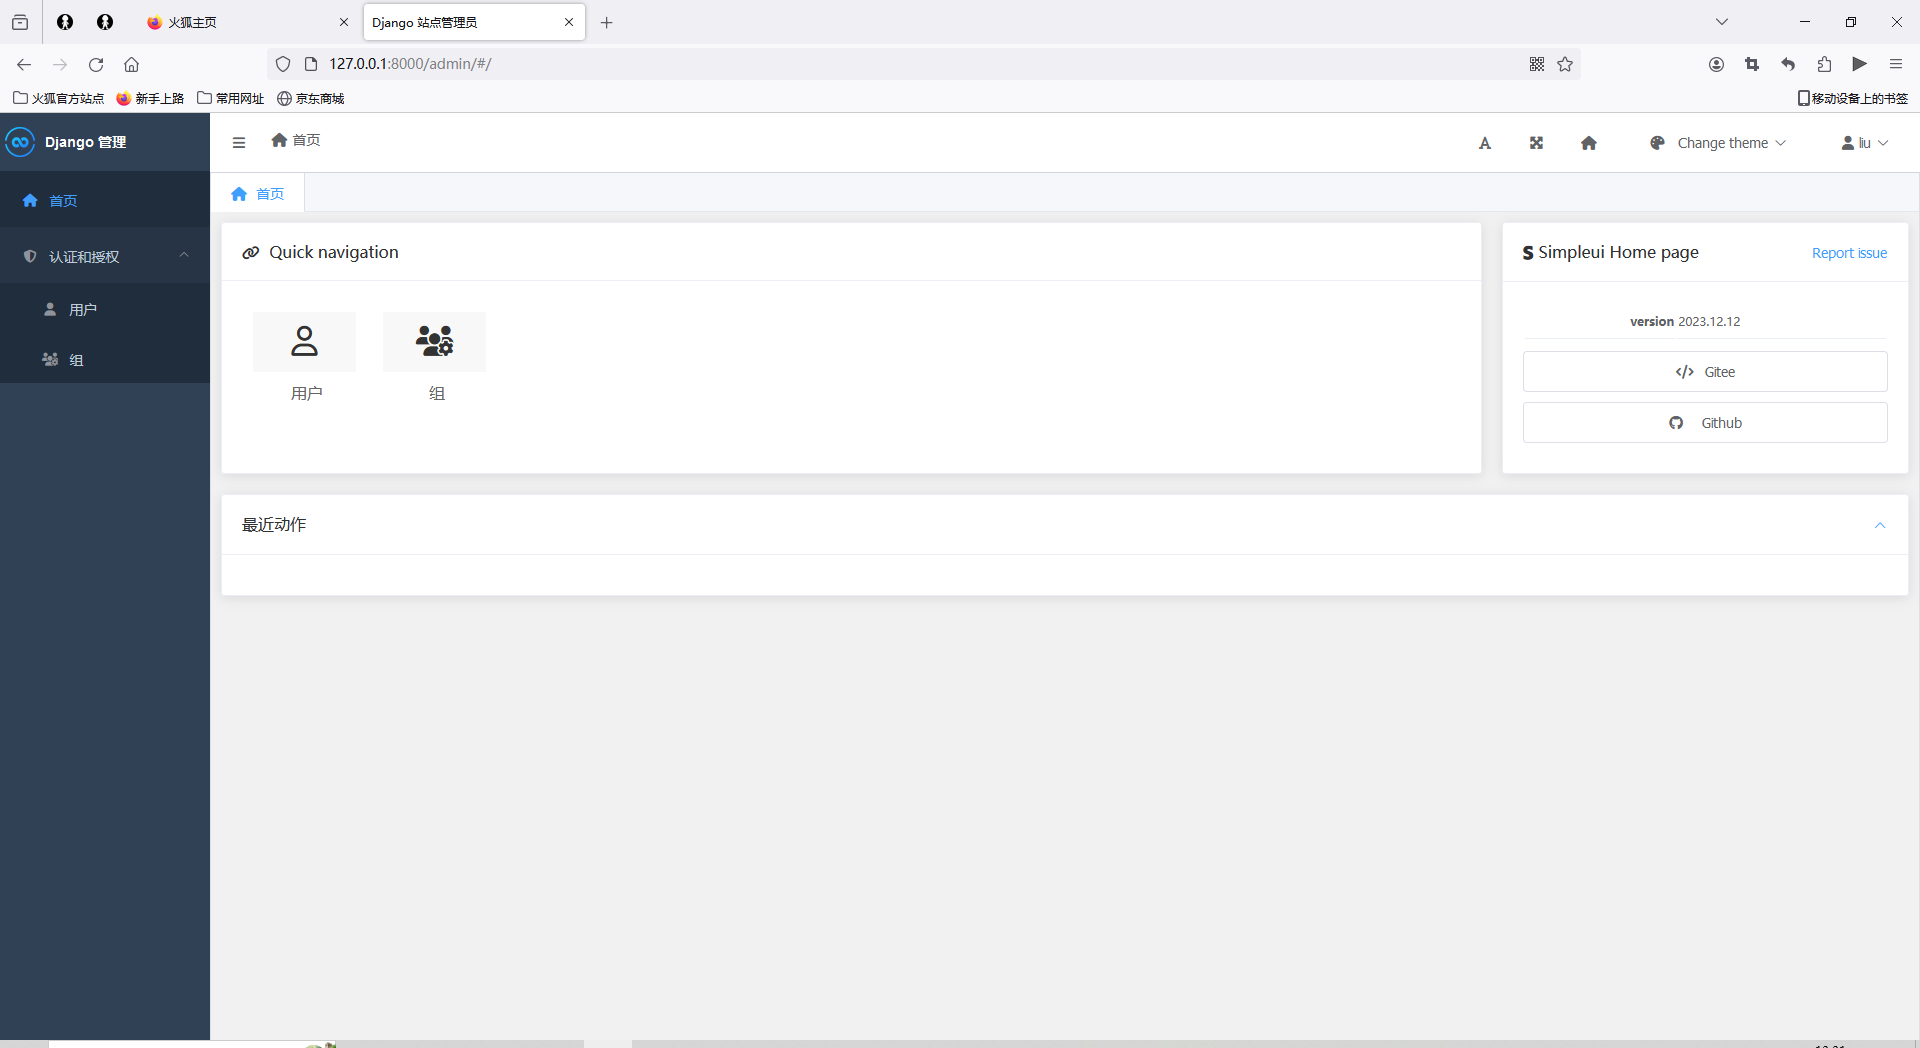 火狐主页
Django 站点管理员
127.0.0.1:8000/admin/#/
火狐官方站点
新手上路
常用网址
京东商城
移动设备上的书签
Django 管理
首页
A
Change theme
liu
首页
首页
认证和授权
用户
组
Quick navigation
用户
组
S Simpleui Home page
Report issue
version 2023.12.12
Gitee
Github
最近动作